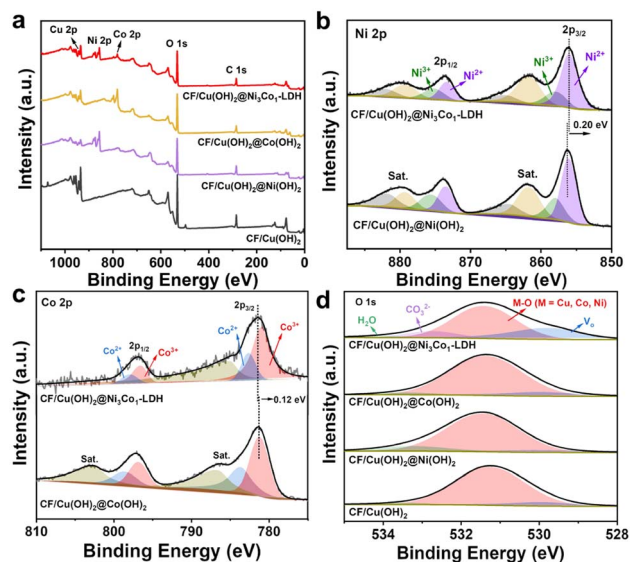 a
Cu 2p
Ni 2p
Co 2p
O 1s
C 1s
CF/Cu(OH)₂@Ni₃Co₁-LDH
CF/Cu(OH)₂@Co(OH)₂
CF/Cu(OH)₂@Ni(OH)₂
CF/Cu(OH)₂
Intensity (a.u.)
1000 800 600 400 200 0
Binding Energy (eV)
b
Ni 2p
2p₃/₂
Ni³⁺ 2p₁/₂ Ni²⁺
Ni³⁺ Ni²⁺
CF/Cu(OH)₂@Ni₃Co₁-LDH
0.20 eV
Sat. Sat.
CF/Cu(OH)₂@Ni(OH)₂
Intensity (a.u.)
880 870 860 850
Binding Energy (eV)
c
Co 2p
2p₃/₂
Co²⁺ 2p₁/₂ Co³⁺
Co²⁺ Co³⁺
CF/Cu(OH)₂@Ni₃Co₁-LDH
0.12 eV
Sat. Sat.
CF/Cu(OH)₂@Co(OH)₂
Intensity (a.u.)
810 795 780
Binding Energy (eV)
d
O 1s
H₂O
CO₃²⁻
M-O (M = Cu, Co, Ni)
Vₒ
CF/Cu(OH)₂@Ni₃Co₁-LDH
CF/Cu(OH)₂@Co(OH)₂
CF/Cu(OH)₂@Ni(OH)₂
CF/Cu(OH)₂
Intensity (a.u.)
534 532 530 528
Binding Energy (eV)